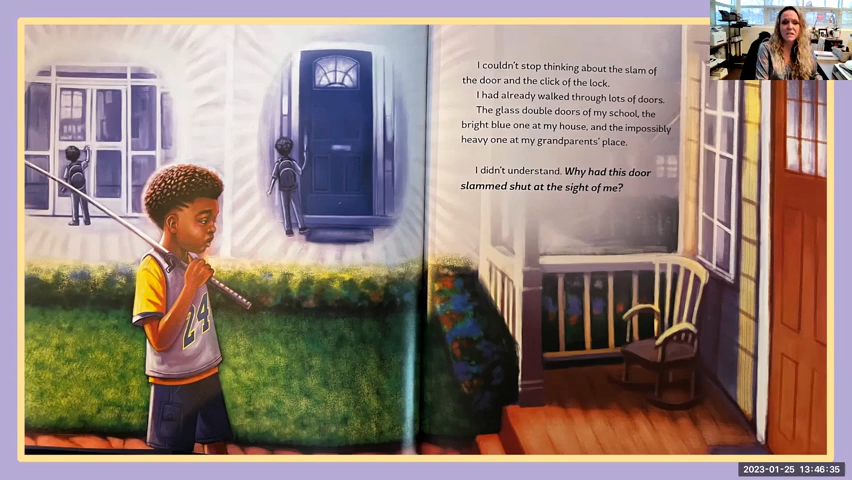 I couldn't stop thinking about the slam of
the door and the click of the lock.
I had already walked through lots of doors.
The glass double doors of my school, the
bright blue one at my house, and the impossibly
heavy one at my grandparents' place.
I didn't understand. Why had this door
slammed shut at the sight of me?
24
2023-01-25 13:46:35